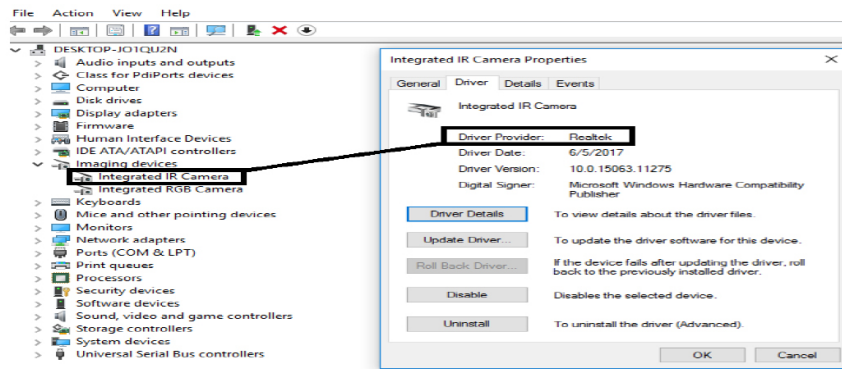 File Action View Help
DESKTOP-JO1QU2N
Audio inputs and outputs
Class for PdiPorts devices
Computer
Disk drives
Display adapters
Firmware
Human Interface Devices
IDE ATA/ATAPI controllers
Imaging devices
Integrated IR Camera
Integrated RGB Camera
Keyboards
Mice and other pointing devices
Monitors
Network adapters
Ports (COM & LPT)
Print queues
Processors
Security devices
Software devices
Sound, video and game controllers
Storage controllers
System devices
Universal Serial Bus controllers
Integrated IR Camera Properties
General Driver Details Events
Integrated IR Camera
Driver Provider: Realtek
Driver Date: 6/5/2017
Driver Version: 10.0.15063.11275
Digital Signer: Microsoft Windows Hardware Compatibility
Publisher
Driver Details To view details about the driver files.
Update Driver... To update the driver software for this device.
Roll Back Driver... If the device fails after updating the driver, roll
back to the previously installed driver.
Disable Disables the selected device.
Uninstall To uninstall the driver (Advanced).
OK Cancel